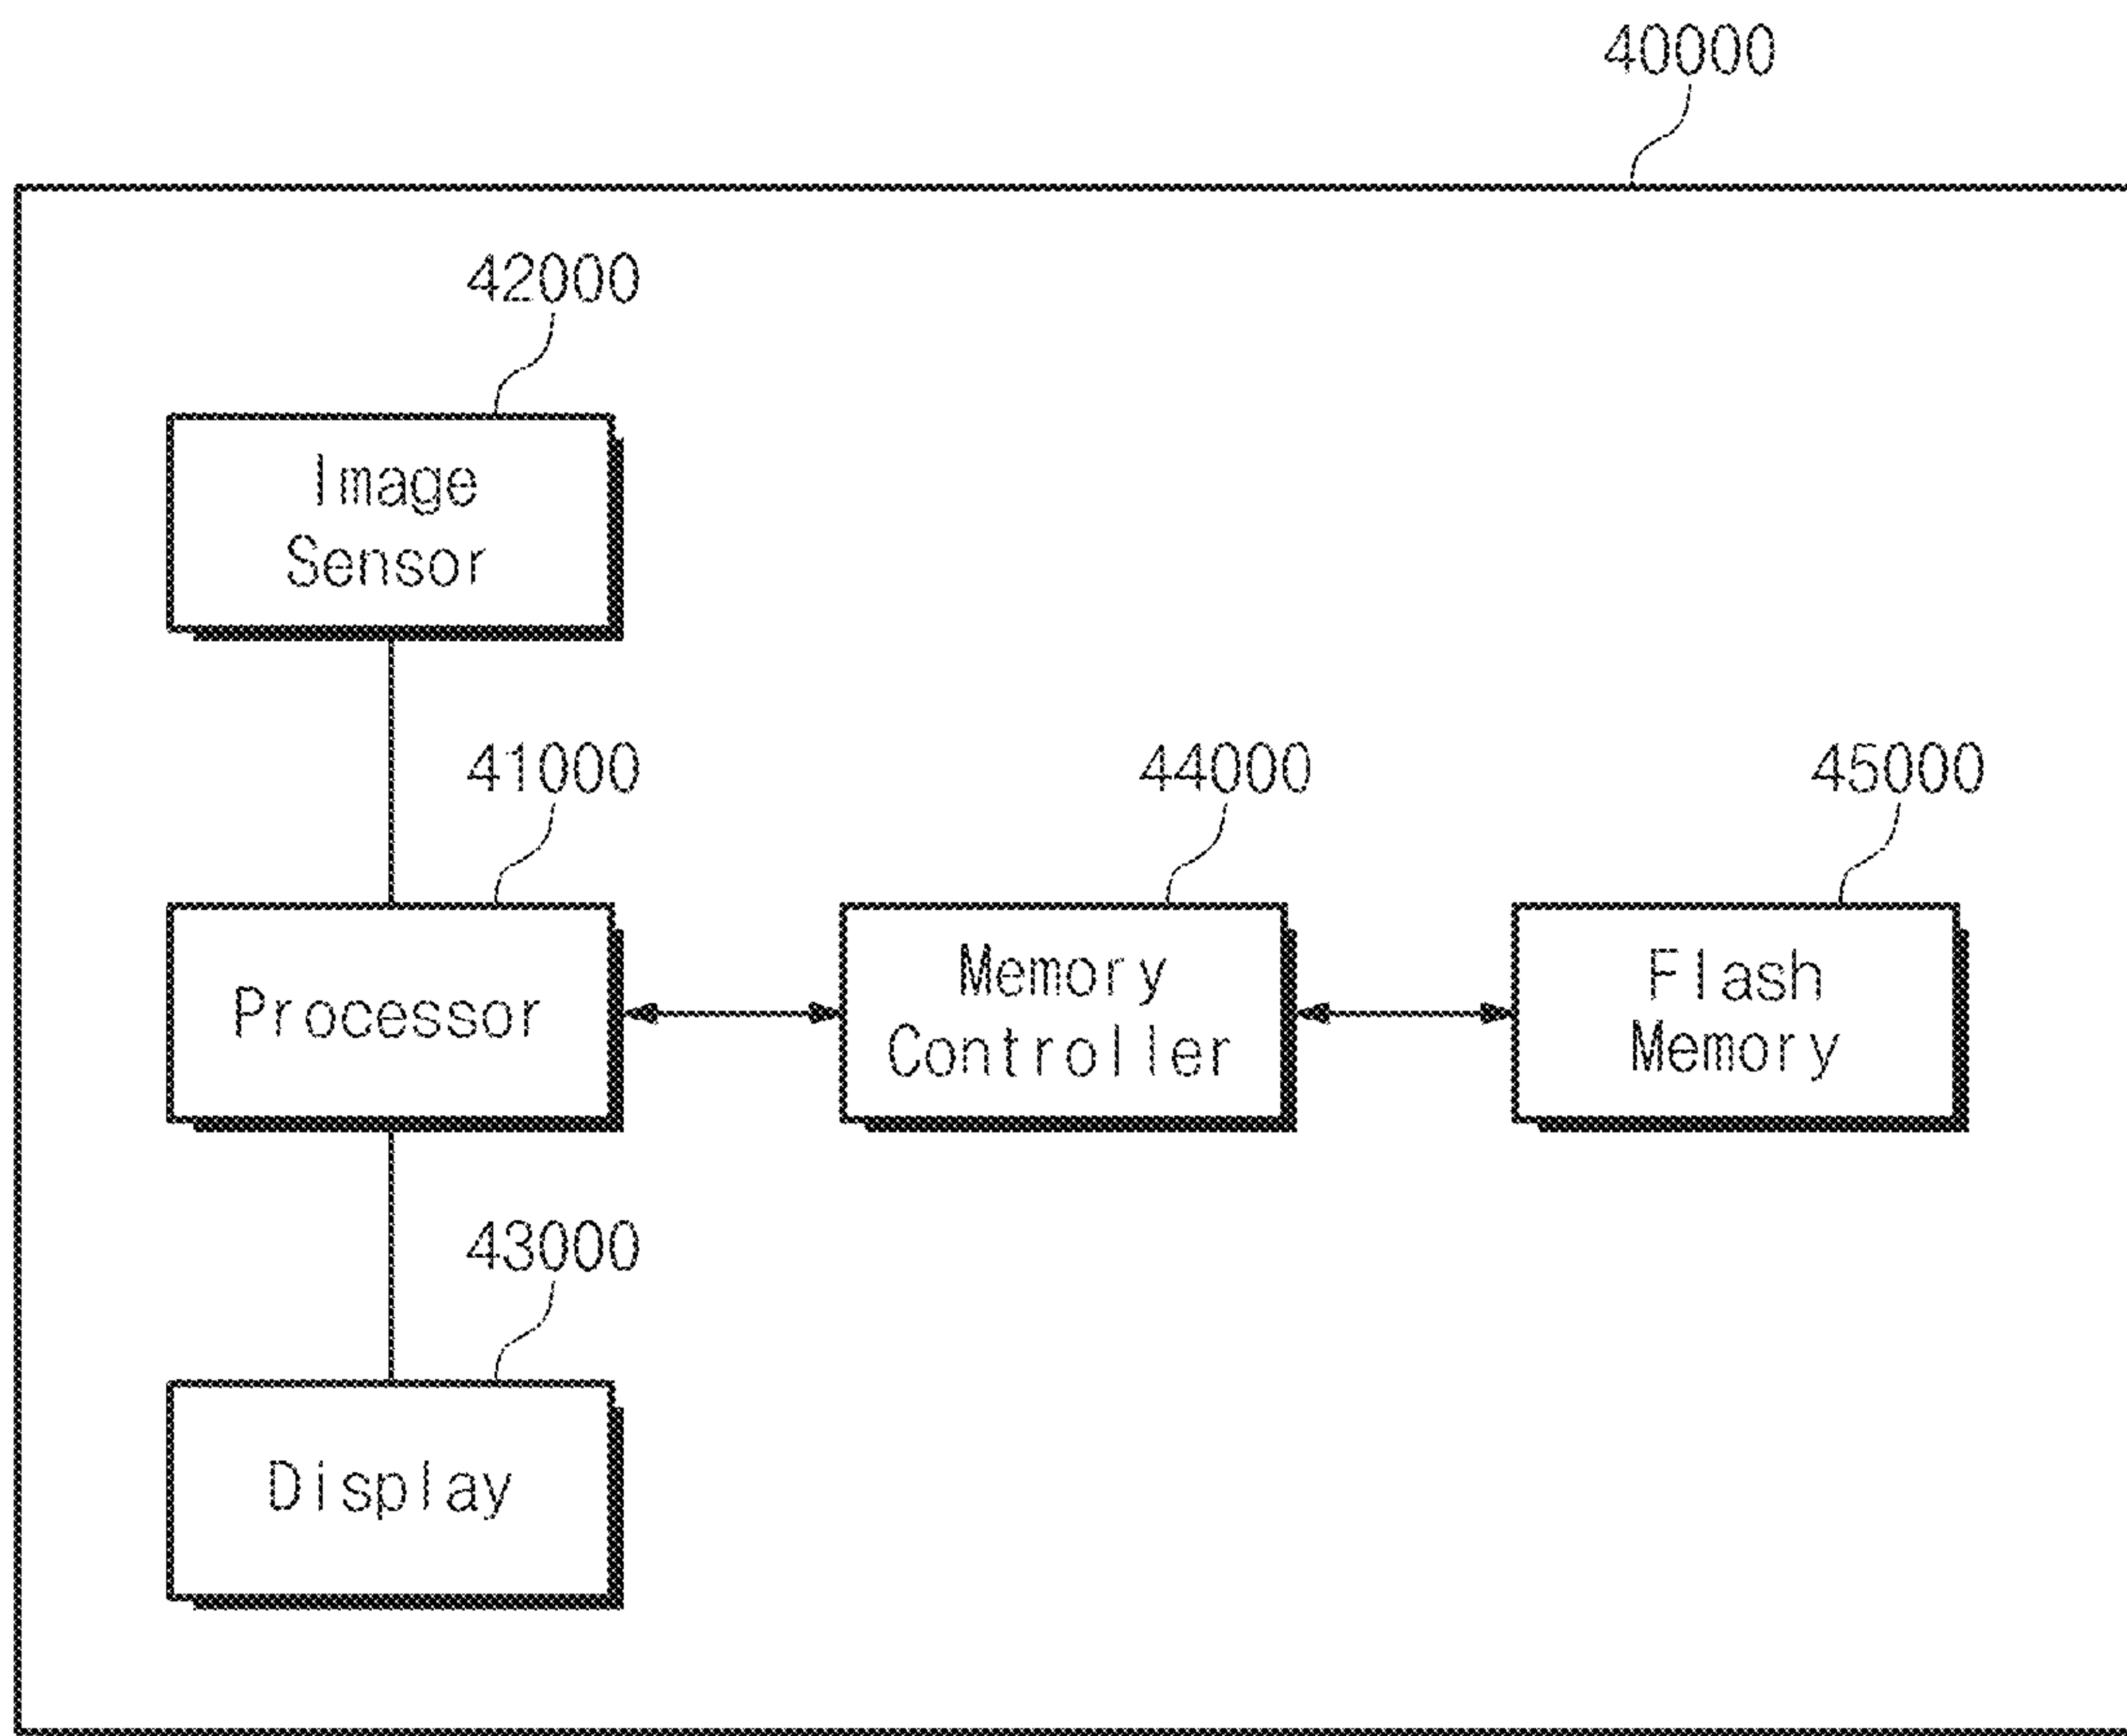 40000
42000
Image
Sensor
41000
44000
45000
Processor
Memory
Controller
Flash
Memory
43000
Display